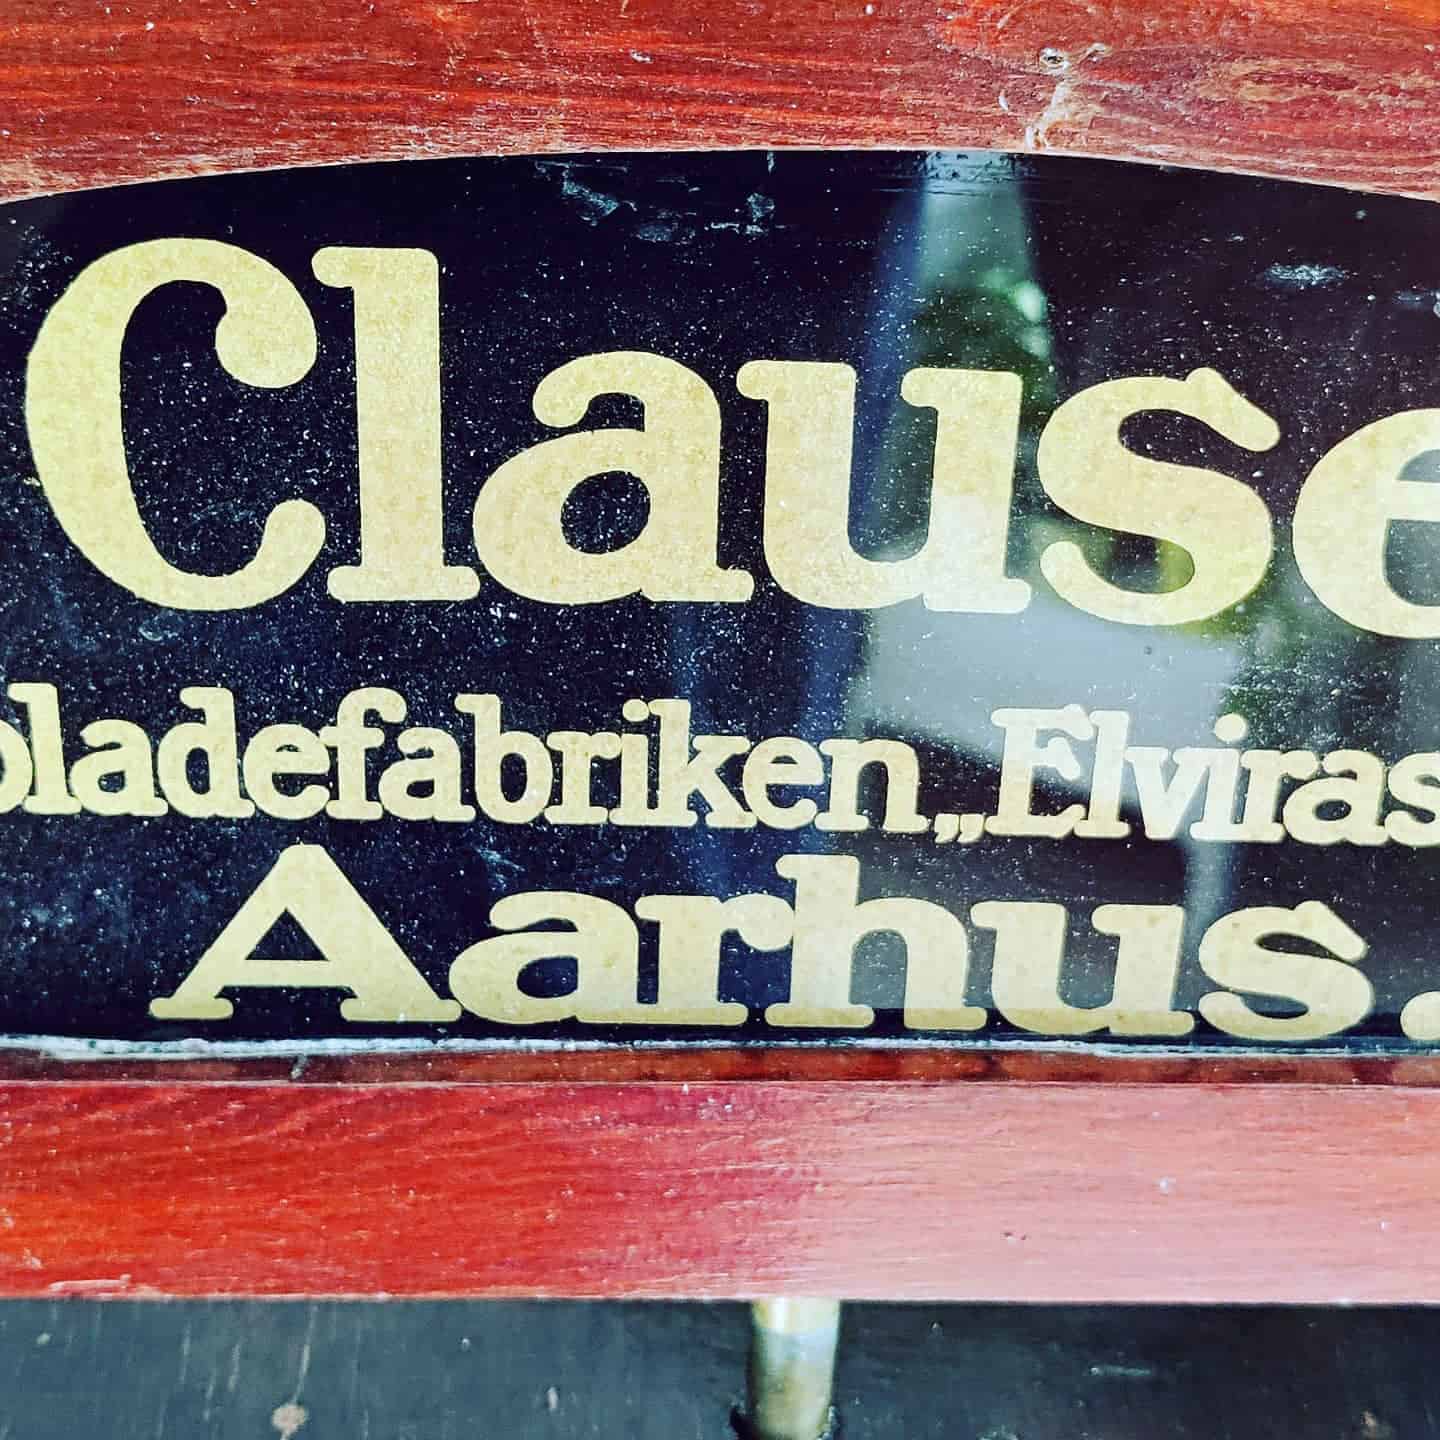 Clause
oladefabriken „Elviras
Aarhus.